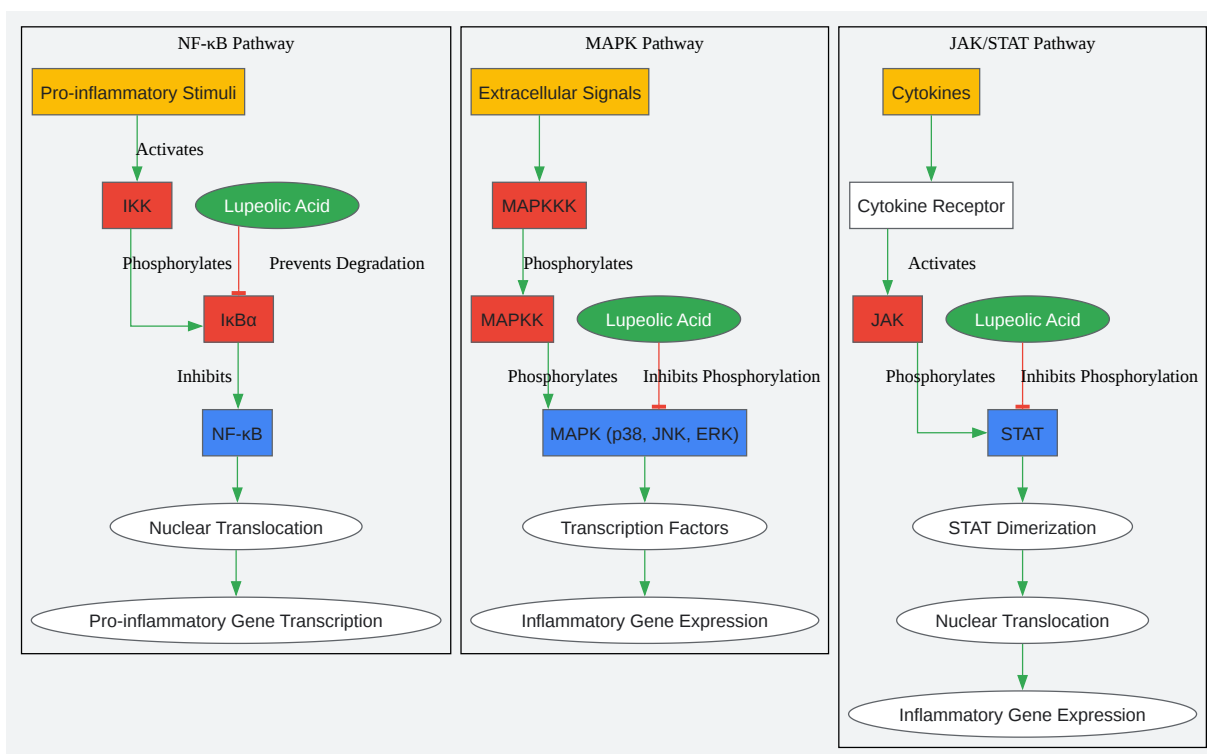 NF-κB Pathway
Pro-inflammatory Stimuli
Activates
IKK
Lupeolic Acid
Phosphorylates
Prevents Degradation
IκBα
Inhibits
NF-κB
Nuclear Translocation
Pro-inflammatory Gene Transcription
MAPK Pathway
Extracellular Signals
MAPKKK
Phosphorylates
MAPKK
Lupeolic Acid
Phosphorylates
Inhibits Phosphorylation
MAPK (p38, JNK, ERK)
Transcription Factors
Inflammatory Gene Expression
JAK/STAT Pathway
Cytokines
Cytokine Receptor
Activates
JAK
Lupeolic Acid
Phosphorylates
Inhibits Phosphorylation
STAT
STAT Dimerization
Nuclear Translocation
Inflammatory Gene Expression